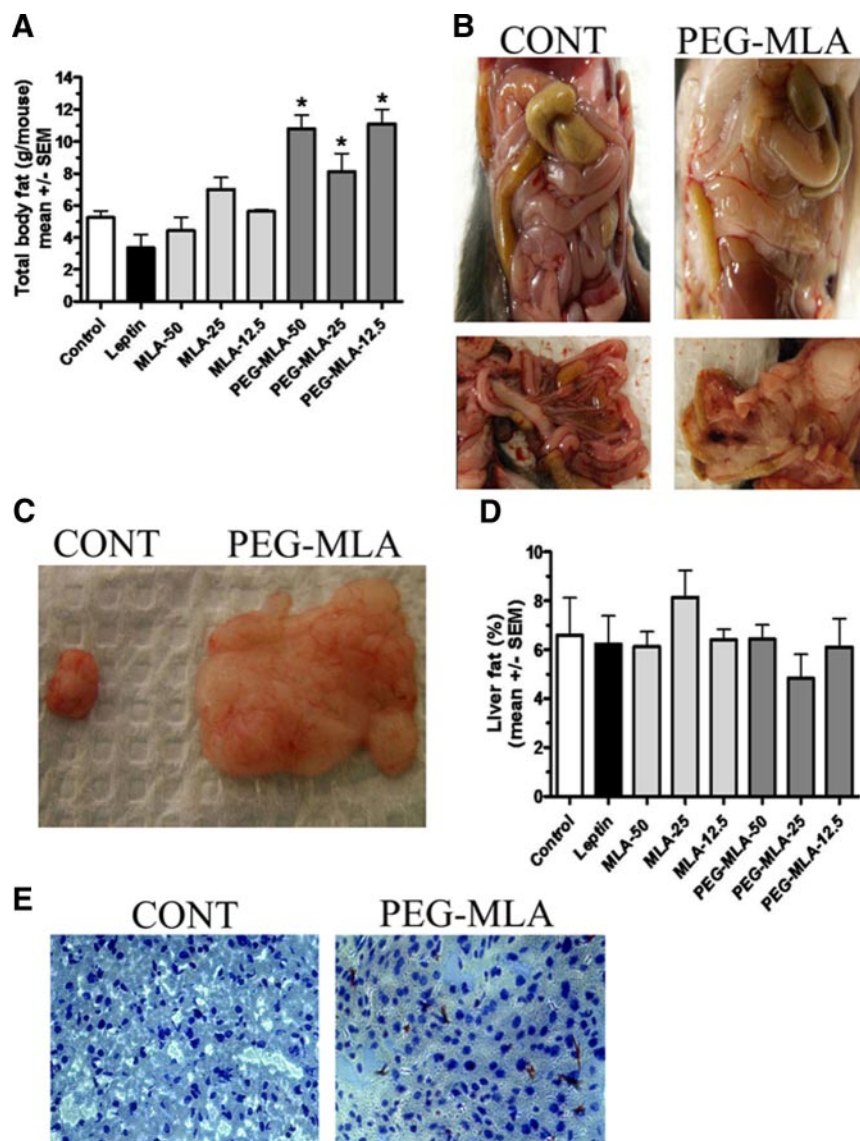 A
Total body fat (g/mouse)
mean +/- SEM
14
12
10
8
6
4
2
0
*
*
*
Control
Leptin
MLA-50
MLA-25
MLA-12.5
PEG-MLA-50
PEG-MLA-25
PEG-MLA-12.5
B
CONT
PEG-MLA
C
CONT
PEG-MLA
D
Liver fat (%)
(mean +/- SEM)
10
8
6
4
2
0
Control
Leptin
MLA-50
MLA-25
MLA-12.5
PEG-MLA-50
PEG-MLA-25
PEG-MLA-12.5
E
CONT
PEG-MLA